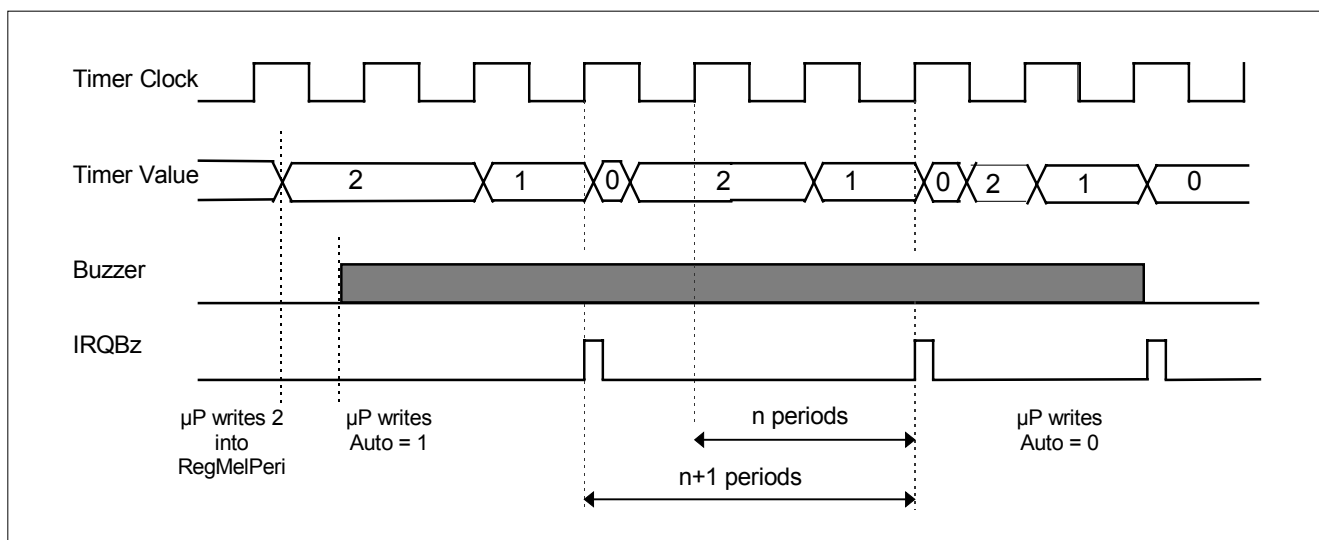 Timer Clock
Timer Value
2
1
0
2
1
0
2
1
0
Buzzer
IRQBz
µP writes 2
into
RegMelPeri
µP writes
Auto = 1
n periods
µP writes
Auto = 0
n+1 periods